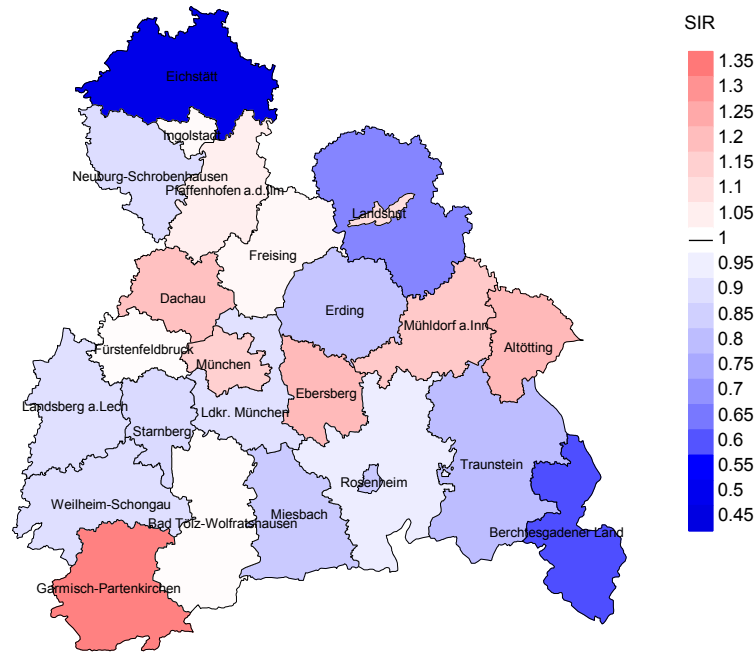 SIR
1.35
1.3
1.25
1.2
1.15
1.1
1.05
1
0.95
0.9
0.85
0.8
0.75
0.7
0.65
0.6
0.55
0.5
0.45
Eichstätt
Ingolstadt
Neuburg-Schrobenhausen
Pfaffenhofen a.d.Ilm
Landshut
Freising
Dachau
Erding
Mühldorf a.Inn
Altötting
Fürstenfeldbruck
München
Ebersberg
Landsberg a.Lech
Ldkr. München
Starnberg
Traunstein
Rosenheim
Miesbach
Weilheim-Schongau
Bad Tölz-Wolfratshausen
Berchtesgadener Land
Garmisch-Partenkirchen